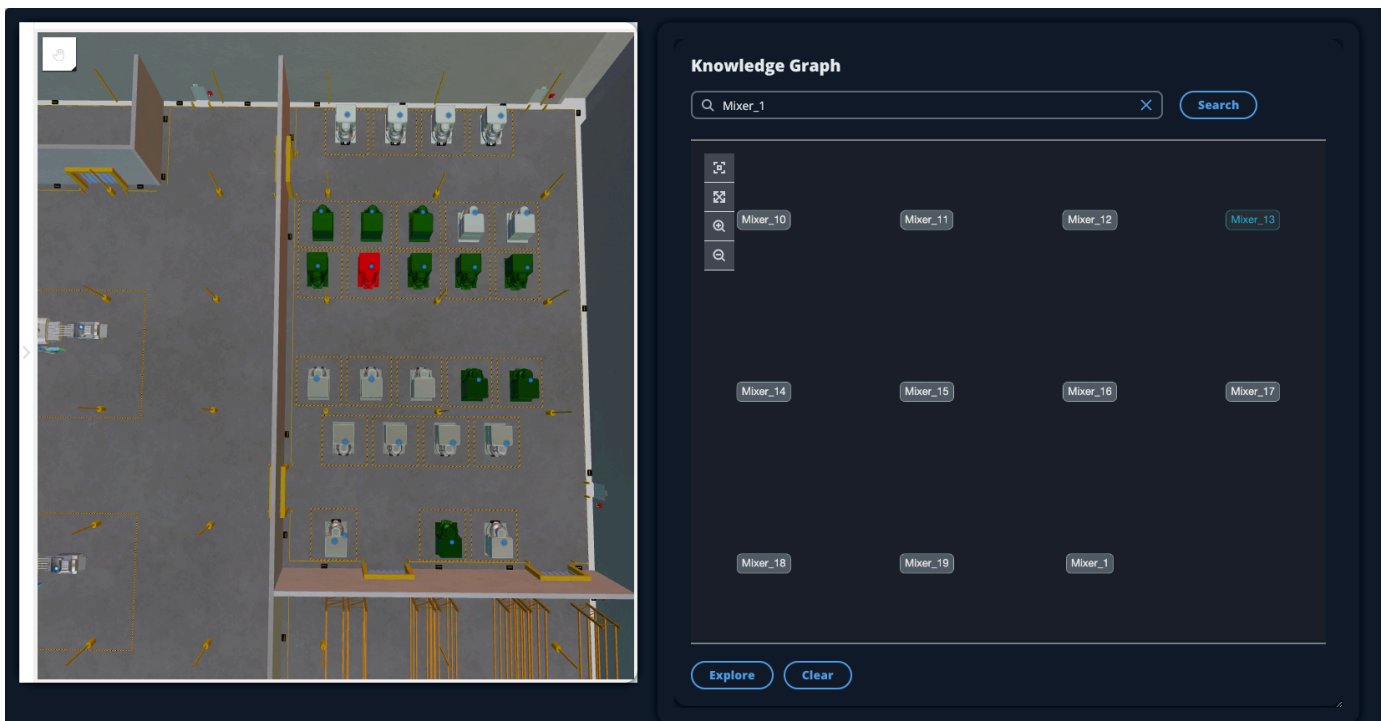 Knowledge Graph
Mixer_1
Search
Mixer_10 Mixer_11 Mixer_12 Mixer_13
Mixer_14 Mixer_15 Mixer_16 Mixer_17
Mixer_18 Mixer_19 Mixer_1
Explore Clear